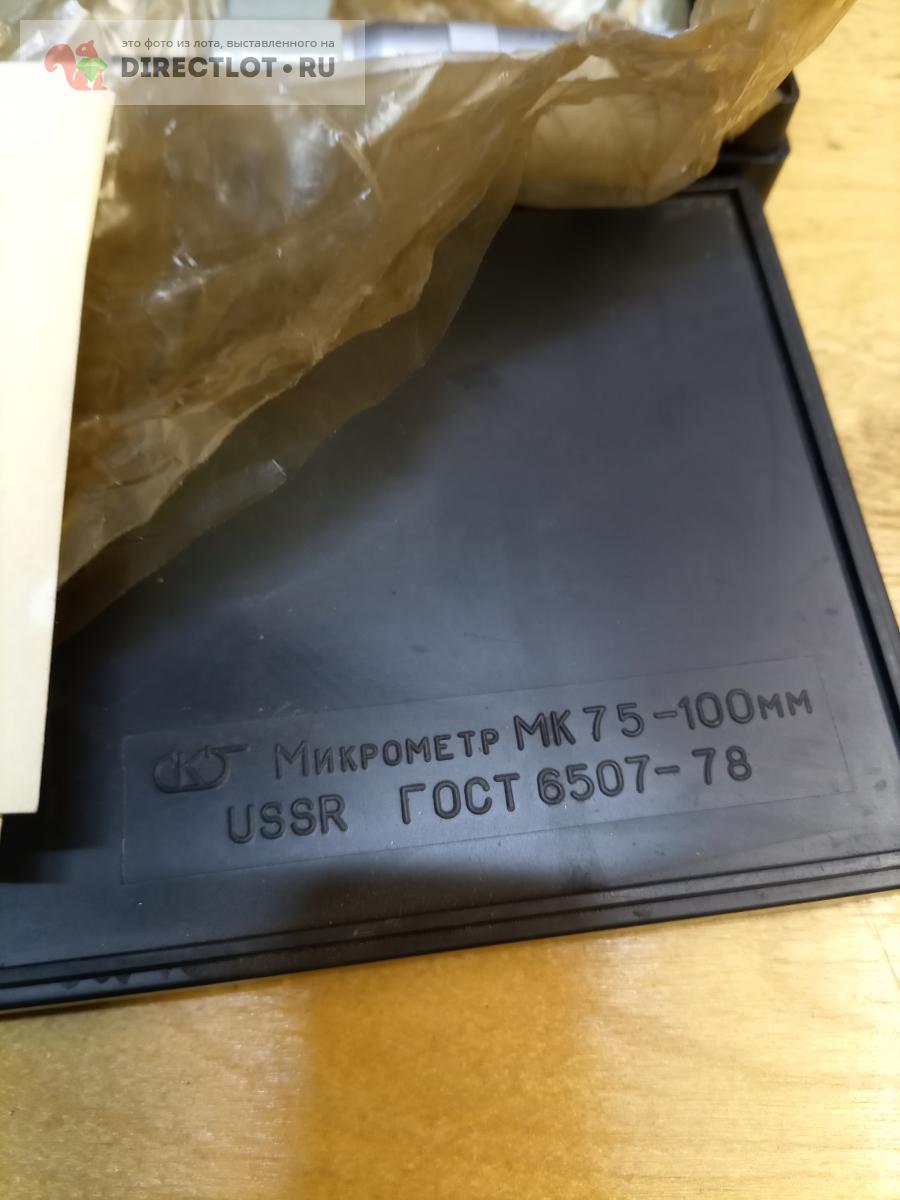 это фото из лота, выставленного на
DIRECTLOT•RU
Микрометр МК 75-100мм
USSR ГОСТ 6507-78